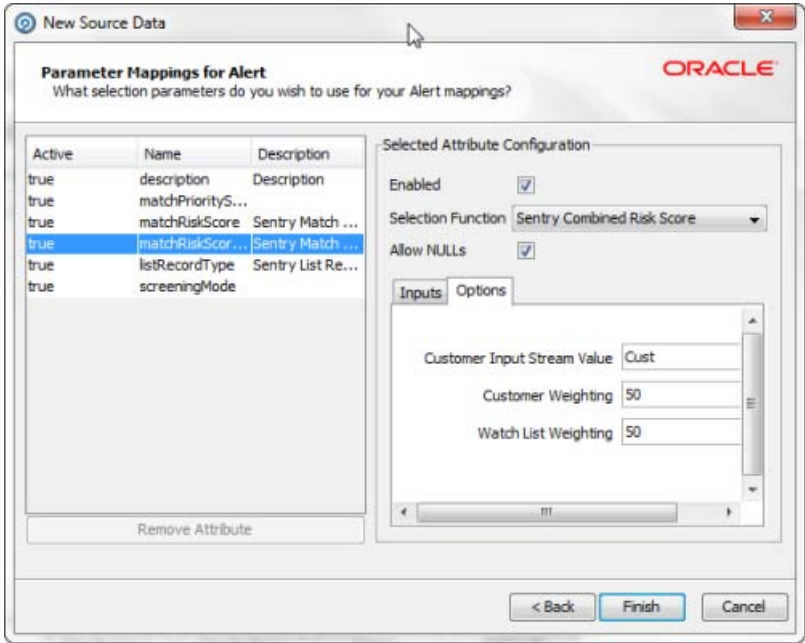 New Source Data
Parameter Mappings for Alert
What selection parameters do you wish to use for your Alert mappings?
ORACLE
Active Name Description
true description Description
true matchPriorityS...
true matchRiskScore Sentry Match ...
true matchRiskScor... Sentry Match ...
true listRecordType Sentry List Re...
true screeningMode
Remove Attribute
Selected Attribute Configuration
Enabled
Selection Function Sentry Combined Risk Score
Allow NULLs
Inputs Options
Customer Input Stream Value Cust
Customer Weighting 50
Watch List Weighting 50
< Back Finish Cancel